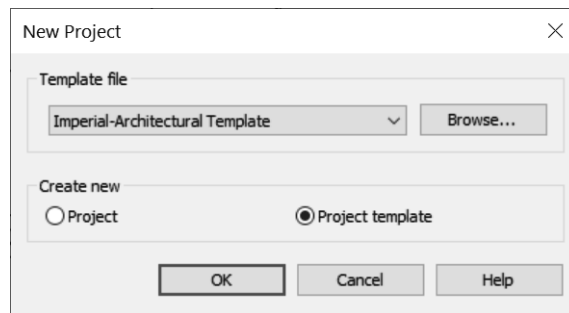 New Project
Template file
Imperial-Architectural Template
Browse...
Create new
Project
Project template
OK
Cancel
Help